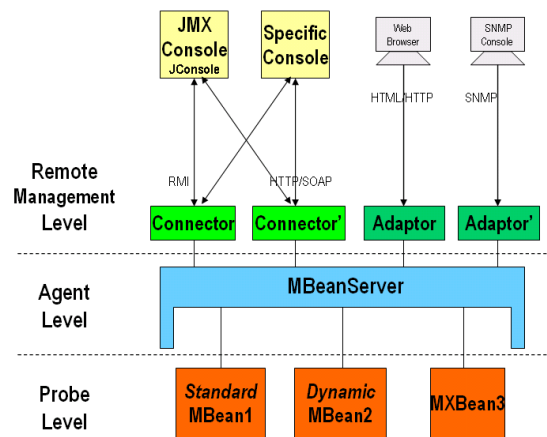 JMX
Console
JConsole
Specific
Console
Web
Browser
SNMP
Console
HTML/HTTP
SNMP
Remote
Management
Level
RMI
HTTP/SOAP
Connector
Connector'
Adaptor
Adaptor'
Agent
Level
MBeanServer
Probe
Level
Standard
MBean1
Dynamic
MBean2
MXBean3